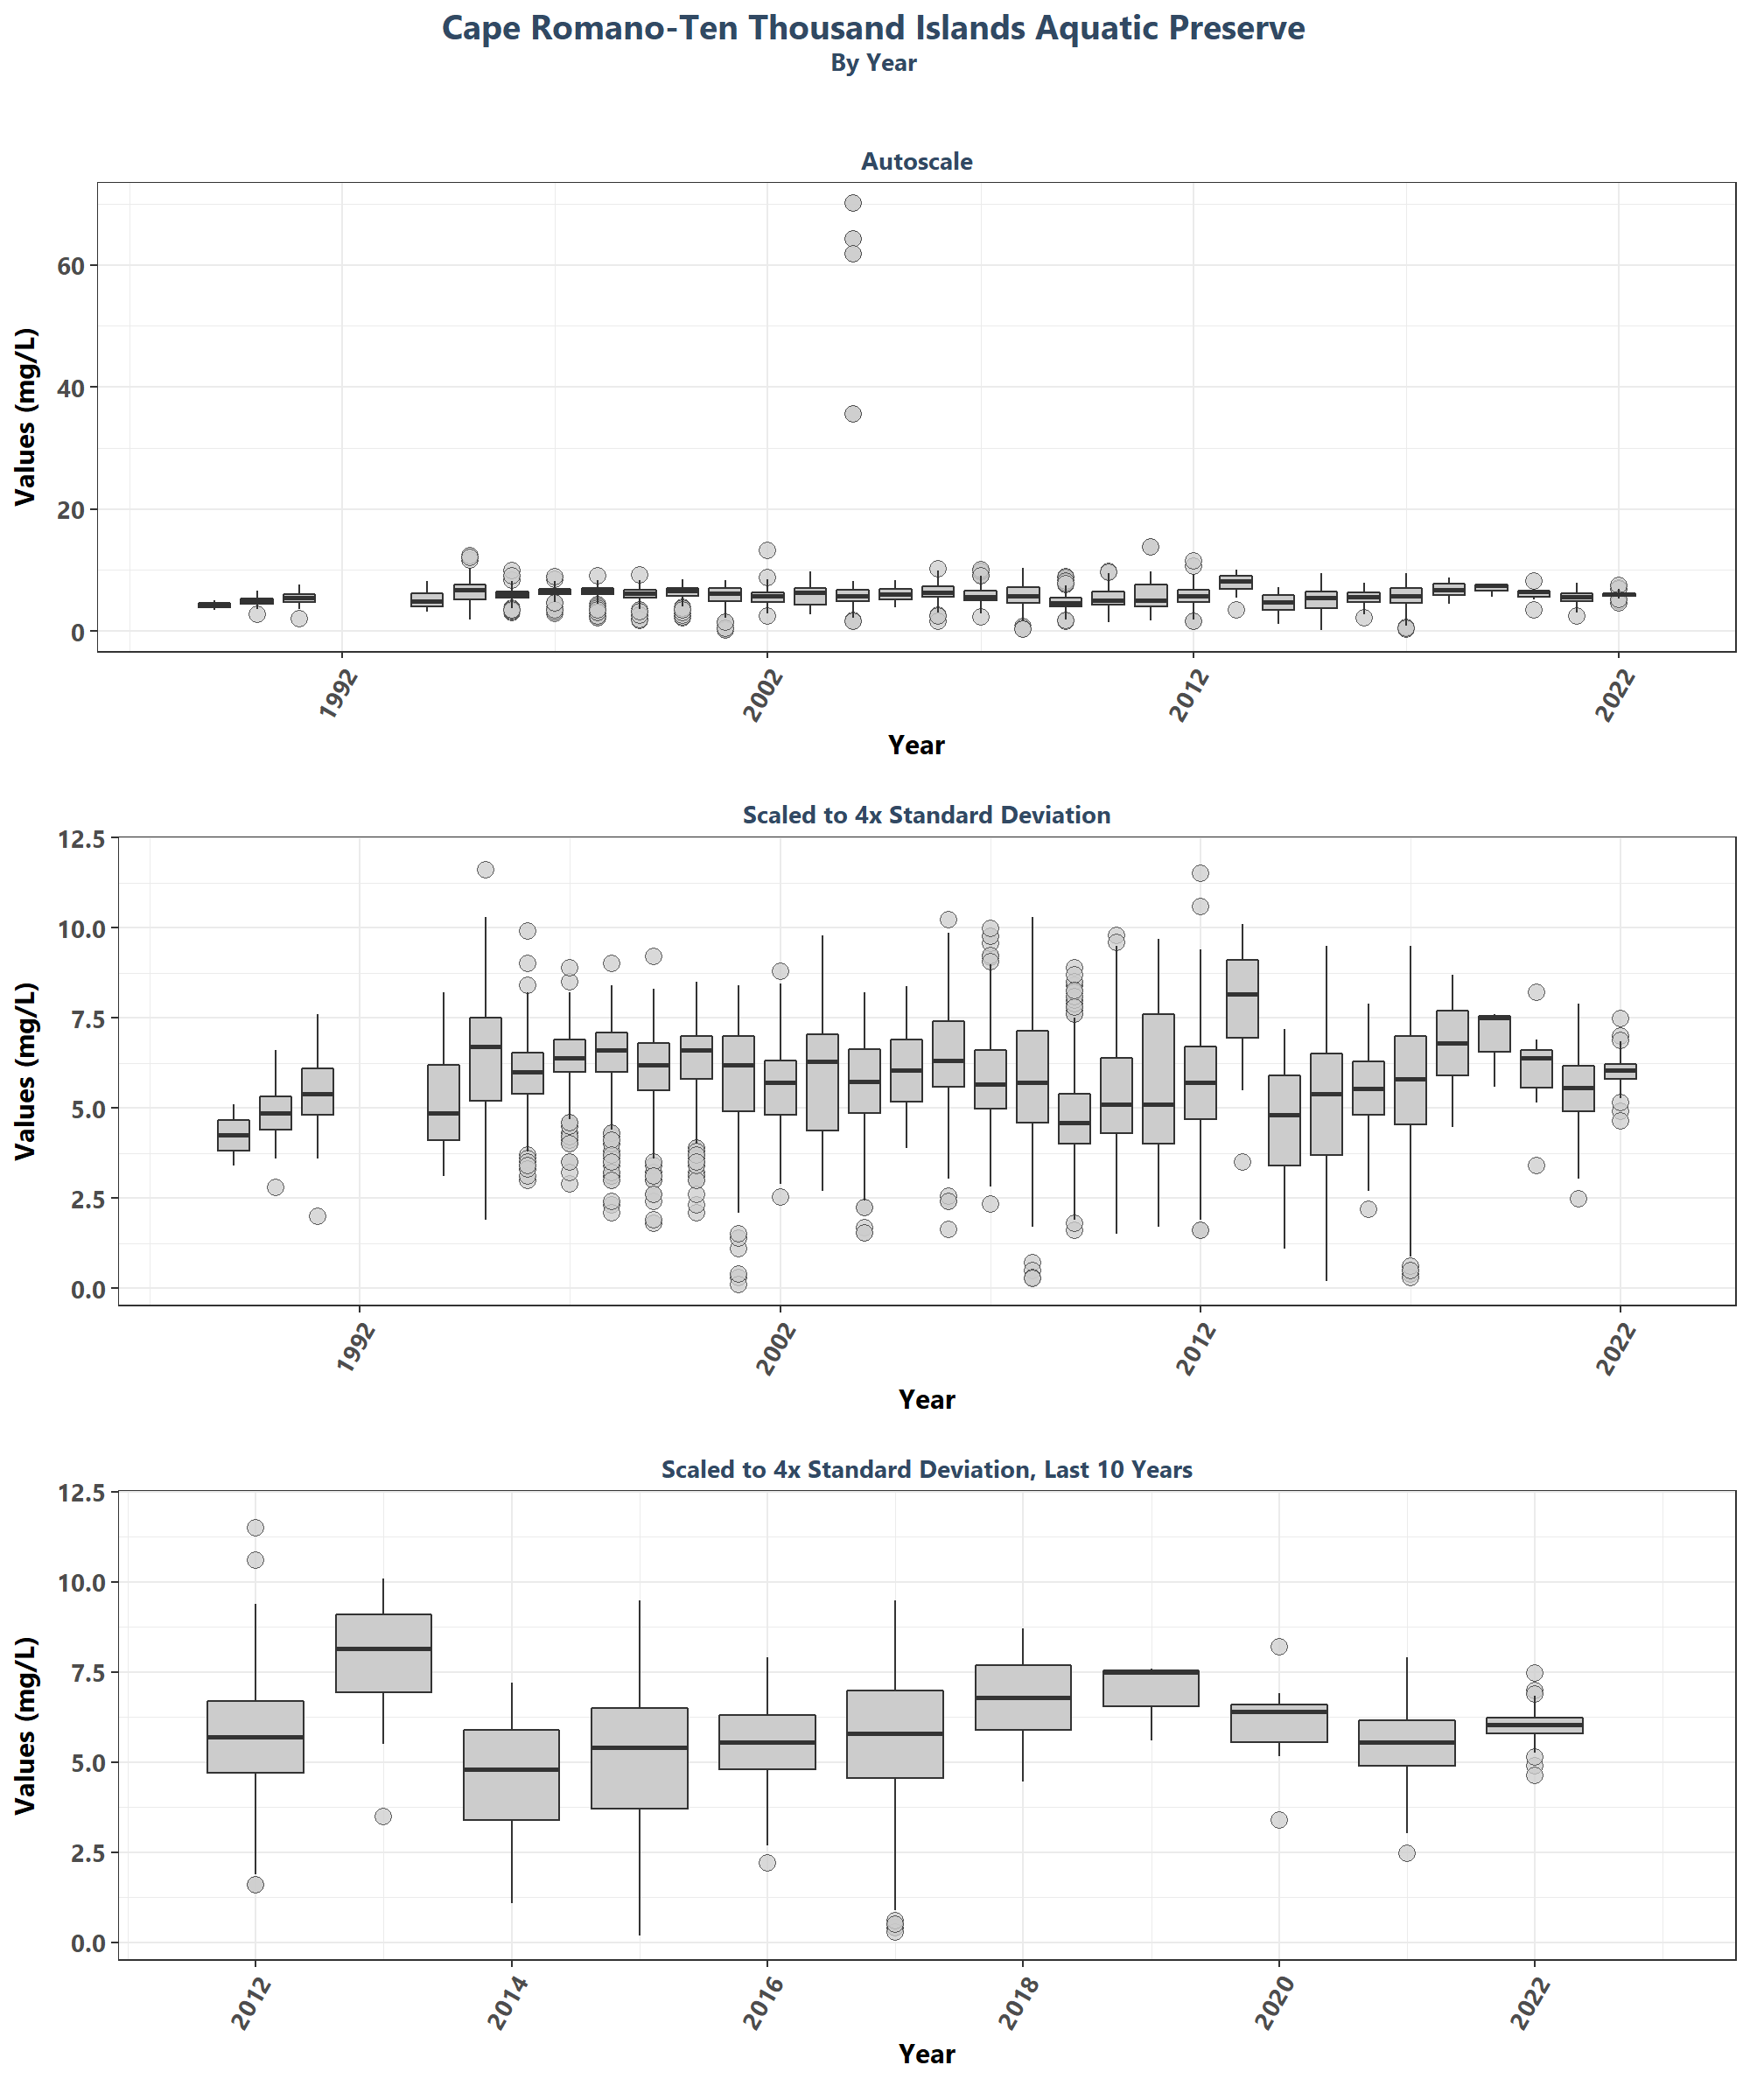 Cape Romano-Ten Thousand Islands Aquatic Preserve
By Year
Autoscale
Values (mg/L)
60
40
20
0
1992
2002
2012
2022
Year
Scaled to 4x Standard Deviation
Values (mg/L)
12.5
10.0
7.5
5.0
2.5
0.0
1992
2002
2012
2022
Year
Scaled to 4x Standard Deviation, Last 10 Years
Values (mg/L)
12.5
10.0
7.5
5.0
2.5
0.0
2012
2014
2016
2018
2020
2022
Year